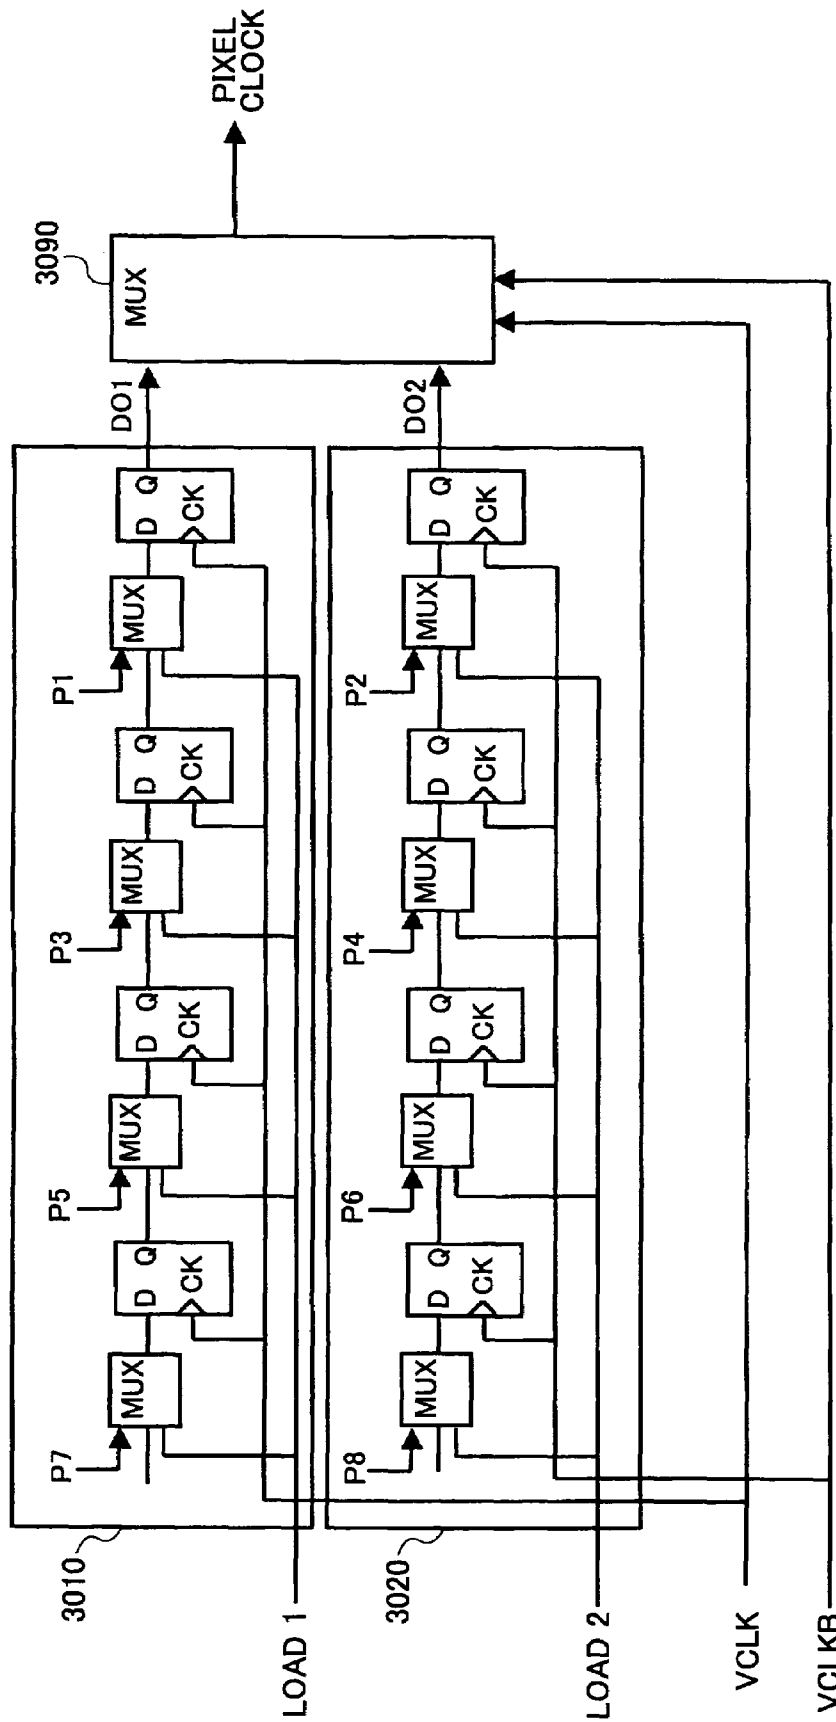 3010
P7
MUX
D Q
CK
P5
MUX
D Q
CK
P3
MUX
D Q
CK
P1
MUX
D Q
CK
DO1
LOAD 1
3020
P8
MUX
D Q
CK
P6
MUX
D Q
CK
P4
MUX
D Q
CK
P2
MUX
D Q
CK
DO2
LOAD 2
3090
MUX
PIXEL
CLOCK
VCLK
VCLKB